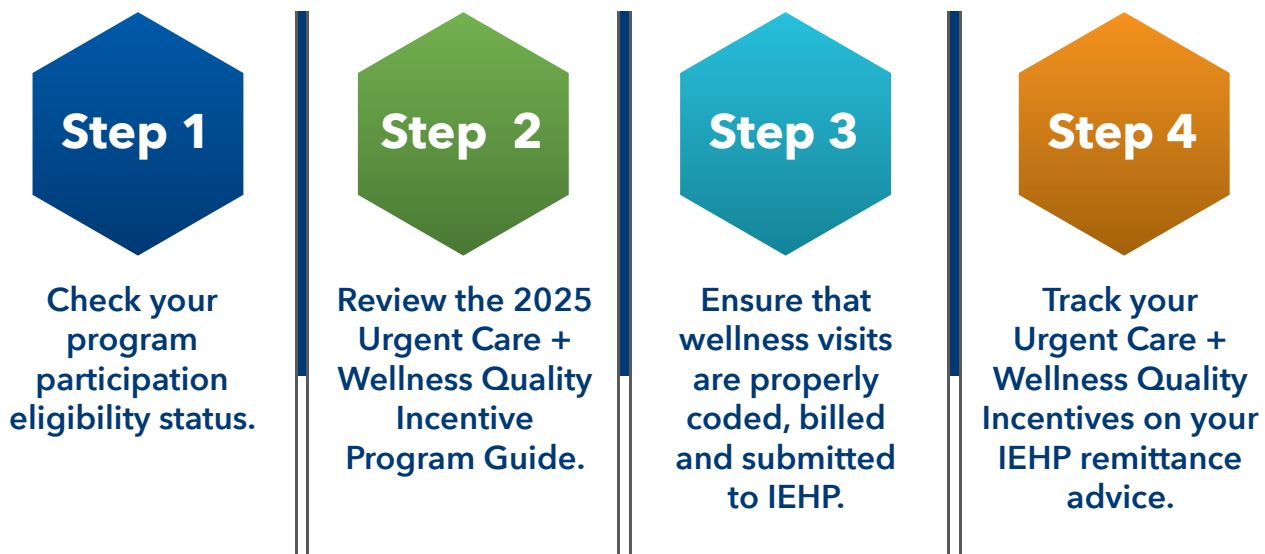 Step 1
Check your
program
participation
eligibility status.
Step 2
Review the 2025
Urgent Care +
Wellness Quality
Incentive
Program Guide.
Step 3
Ensure that
wellness visits
are properly
coded, billed
and submitted
to IEHP.
Step 4
Track your
Urgent Care +
Wellness Quality
Incentives on your
IEHP remittance
advice.